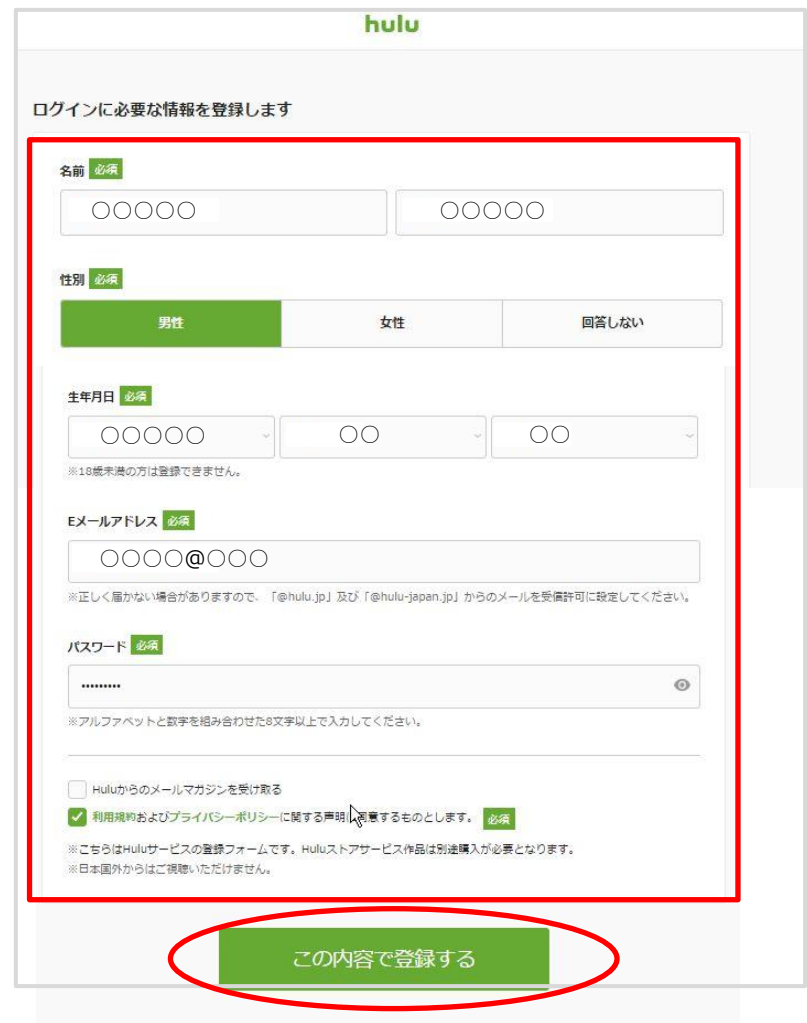 hulu
ログインに必要な情報を登録します
名前 必須
〇〇〇〇〇 〇〇〇〇〇
性別 必須
男性 女性 回答しない
生年月日 必須
〇〇〇〇〇 〇〇 〇〇
※18歳未満の方は登録できません。
Eメールアドレス 必須
〇〇〇〇@〇〇〇
※正しく届かない場合がありますので、「@hulu.jp」及び「@hulu-japan.jp」からのメールを受信許可に設定してください。
パスワード 必須
•••••••••
※アルファベットと数字を組み合わせた8文字以上で入力してください。
Huluからのメールマガジンを受け取る
利用規約およびプライバシーポリシーに関する声明に同意するものとします。 必須
※こちらはHuluサービスの登録フォームです。Huluストアサービス作品は別途購入が必要となります。
※日本国外からはご視聴いただけません。
この内容で登録する